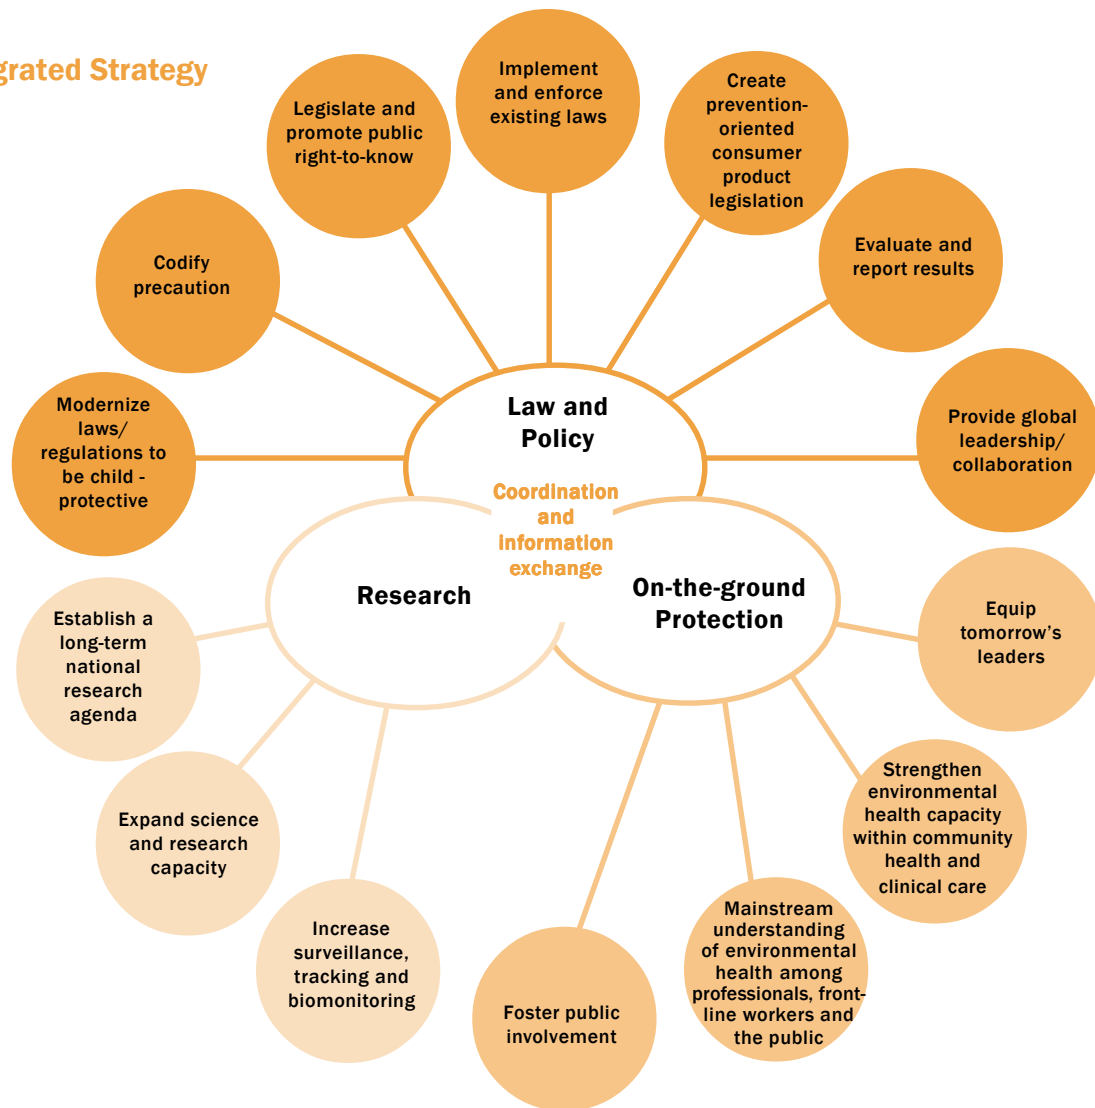 grated Strategy
Implement
and enforce
existing laws
Legislate and
promote public
right-to-know
Create
prevention-
oriented
consumer
product
legislation
Codify
precaution
Evaluate and
report results
Modernize
laws/
regulations to
be child -
protective
Law and
Policy
Provide global
leadership/
collaboration
Coordination
and
information
exchange
Research
On-the-ground
Protection
Establish a
long-term
national
research
agenda
Equip
tomorrow's
leaders
Expand science
and research
capacity
Strengthen
environmental
health capacity
within community
health and
clinical care
Increase
surveillance,
tracking and
biomonitoring
Mainstream
understanding
of environmental
health among
professionals, front-
line workers and
the public
Foster public
involvement